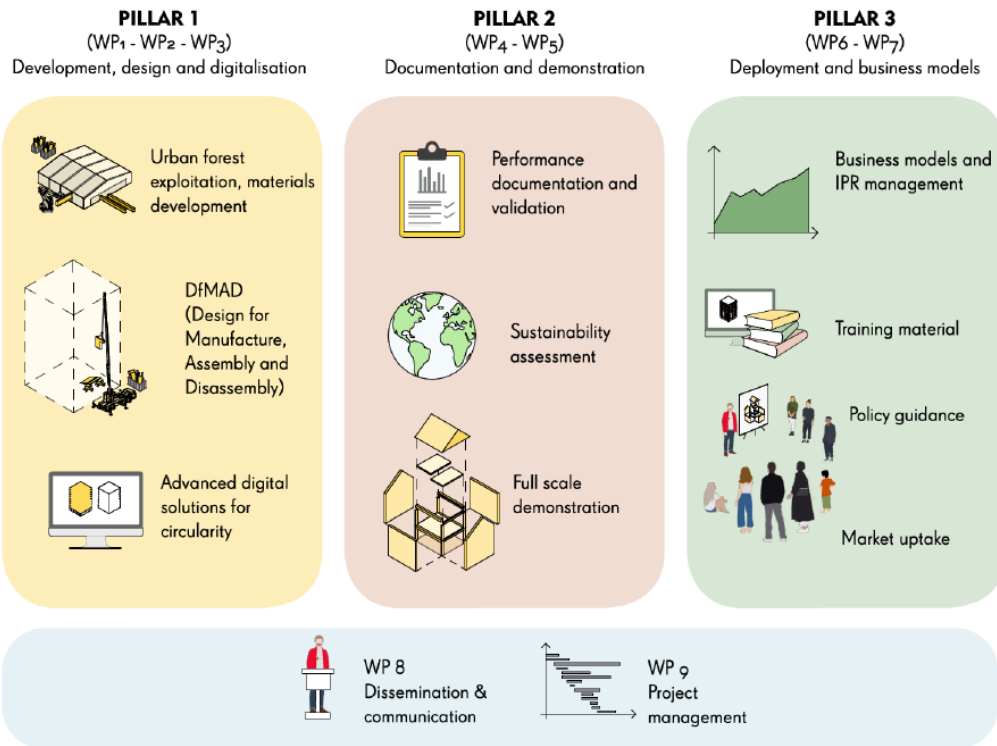 PILLAR 1
(WP1 - WP2 - WP3)
Development, design and digitalisation
Urban forest
exploitation, materials
development
DfMAD
(Design for
Manufacture,
Assembly and
Disassembly)
Advanced digital
solutions for
circularity
PILLAR 2
(WP4 - WP5)
Documentation and demonstration
Performance
documentation and
validation
Sustainability
assessment
Full scale
demonstration
PILLAR 3
(WP6 - WP7)
Deployment and business models
Business models and
IPR management
Training material
Policy guidance
Market uptake
WP 8
Dissemination &
communication
WP 9
Project
management